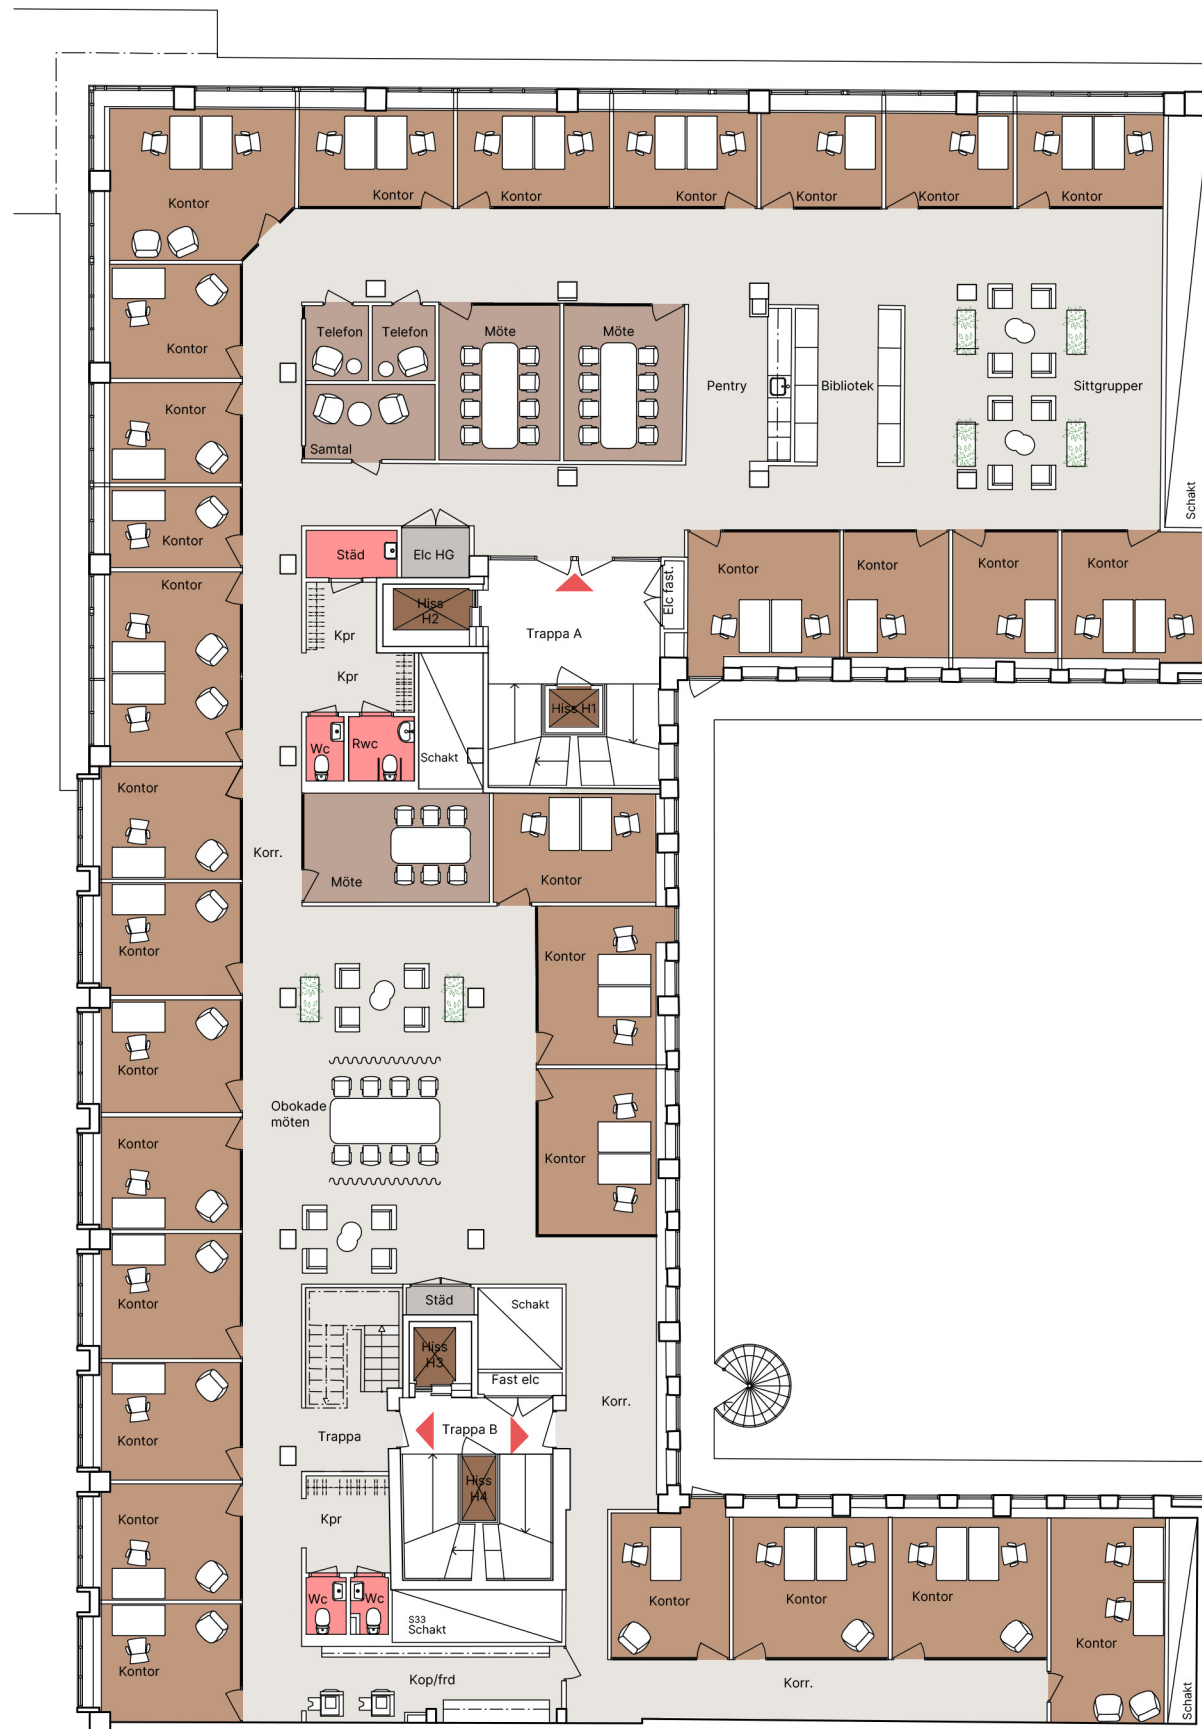 Kontor
Kontor
Kontor
Kontor
Kontor
Kontor
Kontor
Kontor
Telefon
Telefon
Möte
Möte
Pentry
Bibliotek
Sittgrupper
Kontor
Samtal
Schakt
Kontor
Städ
Elc HG
Elc fast.
Kontor
Kontor
Kontor
Kontor
Kontor
Hiss
H2
Trappa A
Kpr
Kpr
Hiss H1
Wc
Rwc
Schakt
Kontor
Korr.
Möte
Kontor
Kontor
Kontor
Kontor
Obokade
möten
Kontor
Kontor
Kontor
Städ
Schakt
Hiss
H3
Fast elc
Korr.
Kontor
Trappa
Trappa B
Hiss
H4
Kontor
Kpr
Wc
Wc
S33
Schakt
Kontor
Kontor
Kontor
Kontor
Kontor
Kop/frd
Korr.
Schakt